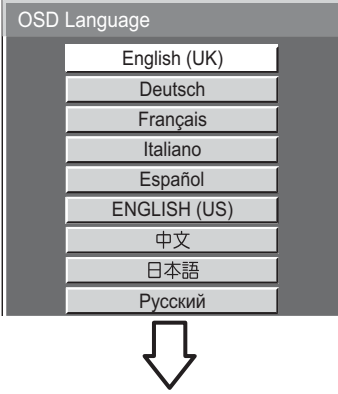 OSD Language
English (UK)
Deutsch
Français
Italiano
Español
ENGLISH (US)
中文
日本語
Русский